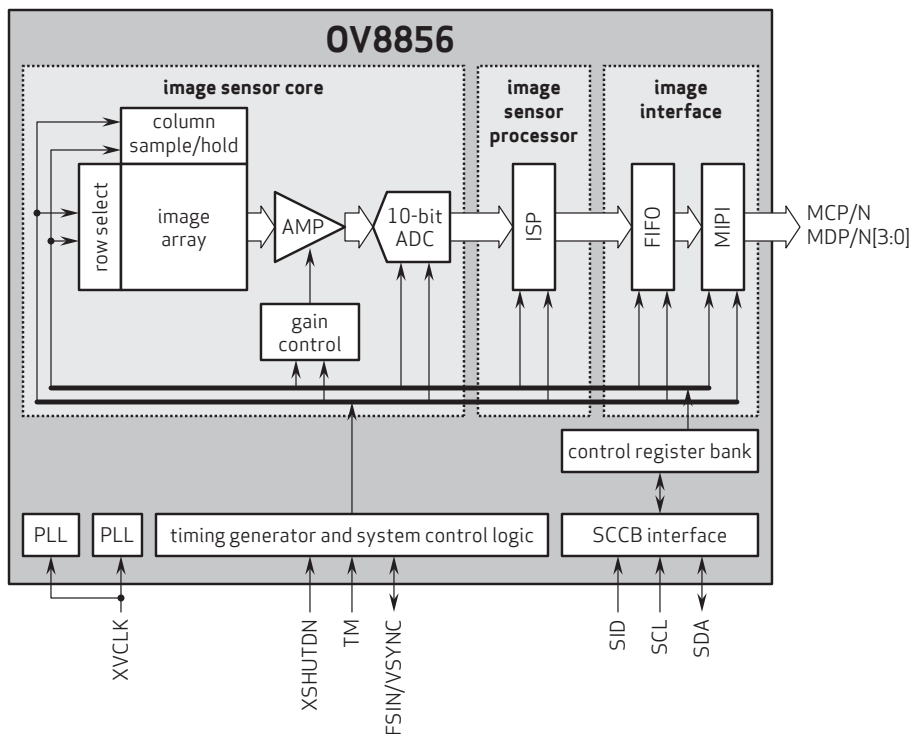 OV8856
image sensor core
image
sensor
processor
image
interface
column
sample/hold
row select
image
array
AMP
10-bit
ADC
ISP
FIFO
MIPI
MCP/N
MDP/N[3:0]
gain
control
control register bank
PLL
PLL
timing generator and system control logic
SCCB interface
XVCLK
XSHUTDN
TM
FSIN/VSYNC
SID
SCL
SDA